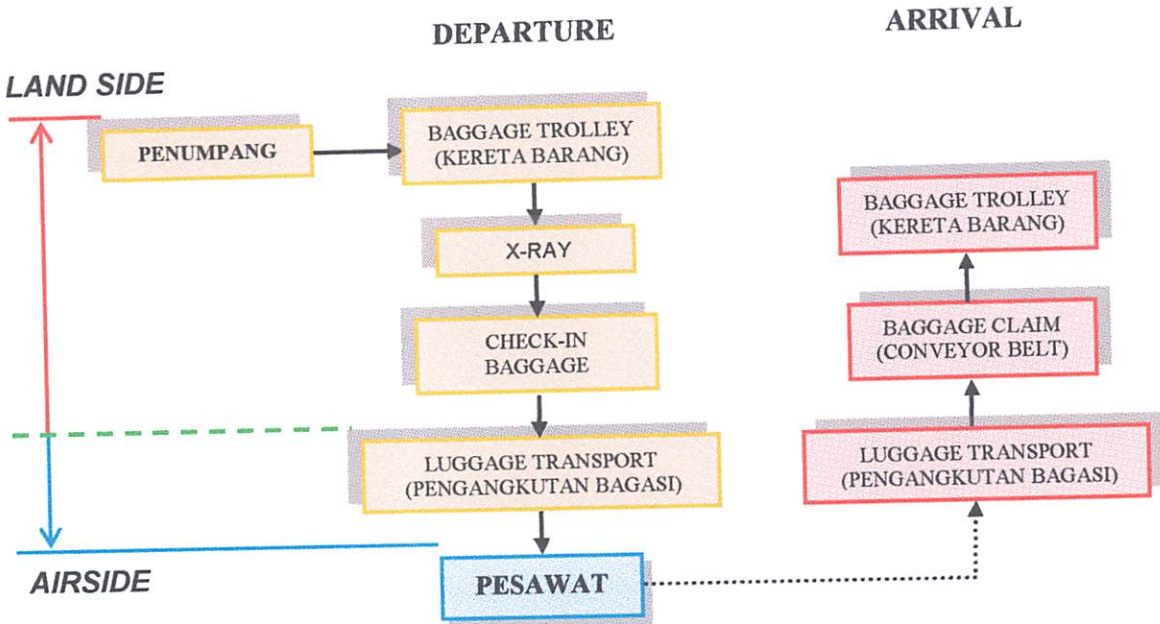 DEPARTURE
ARRIVAL
LAND SIDE
PENUMPANG
BAGGAGE TROLLEY
(KERETA BARANG)
X-RAY
CHECK-IN
BAGGAGE
LUGGAGE TRANSPORT
(PENGANGKUTAN BAGASI)
PESAWAT
AIRSIDE
BAGGAGE TROLLEY
(KERETA BARANG)
BAGGAGE CLAIM
(CONVEYOR BELT)
LUGGAGE TRANSPORT
(PENGANGKUTAN BAGASI)